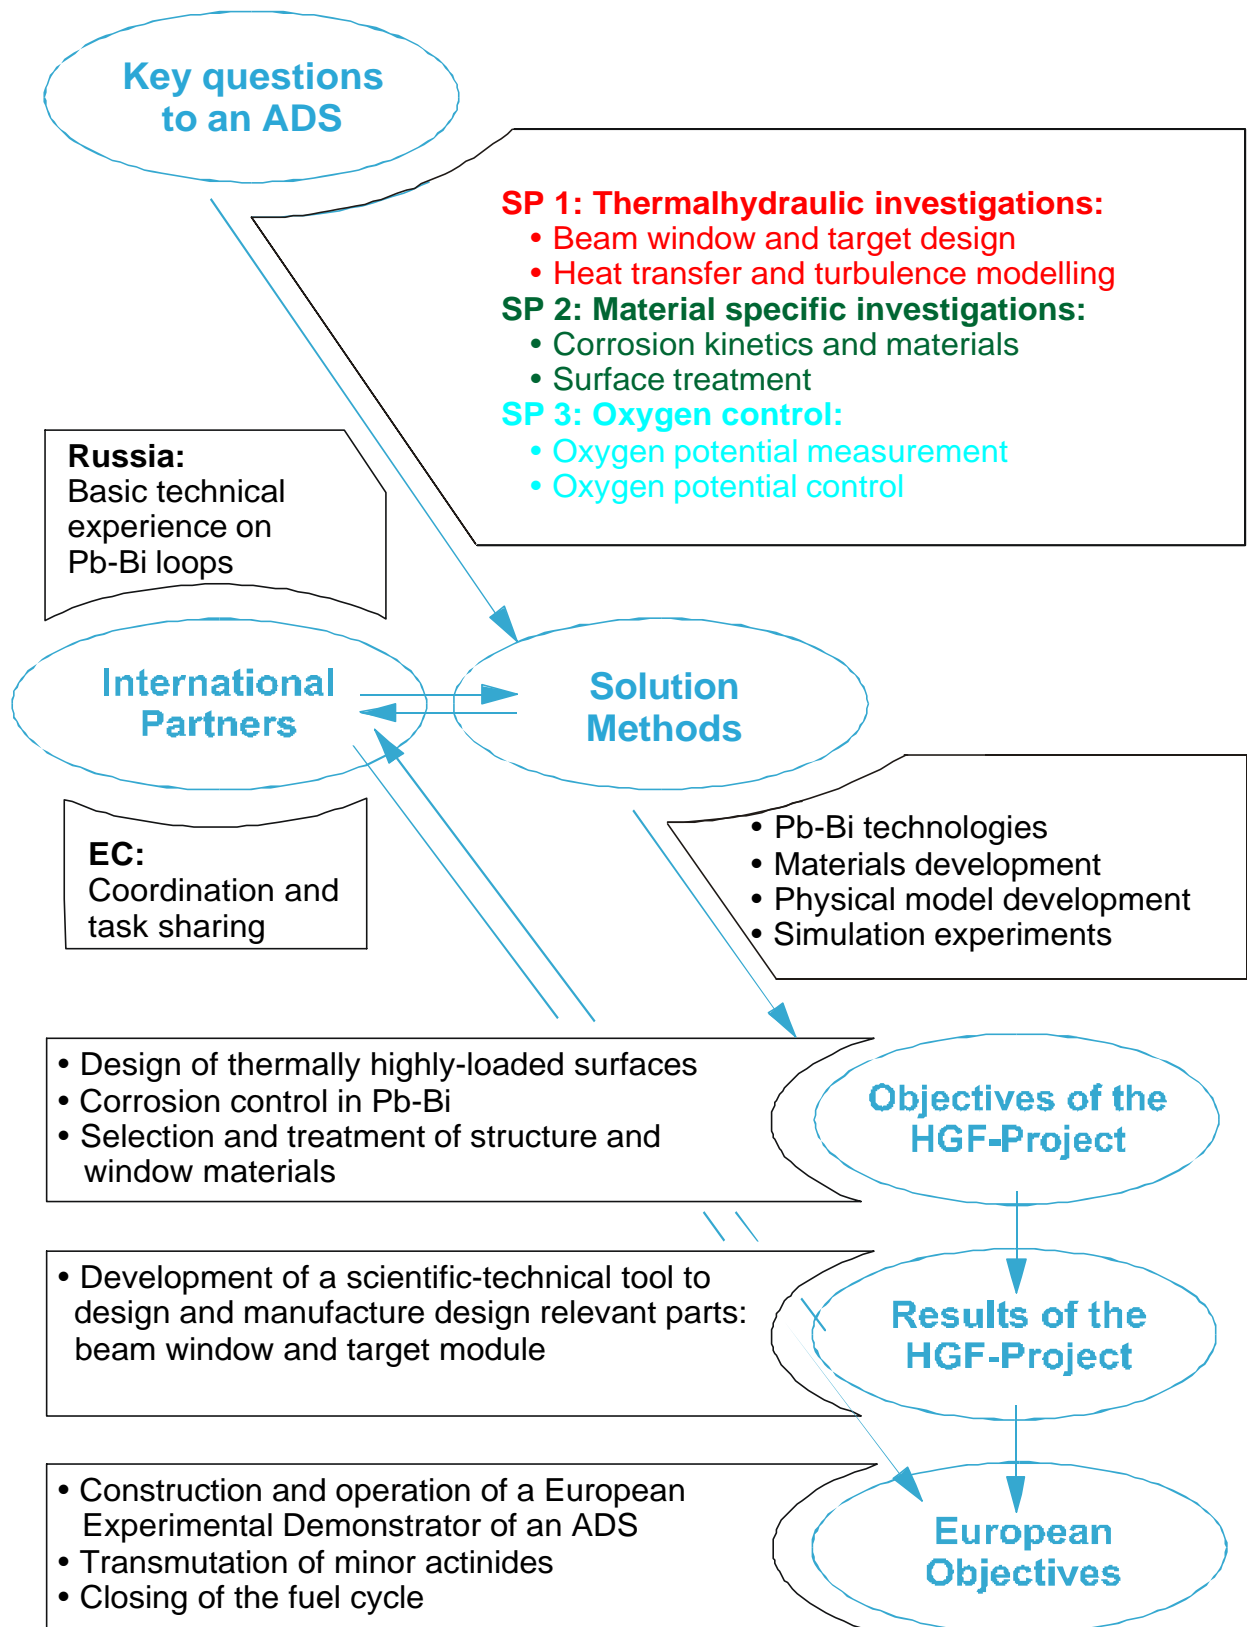 Key questions
to an ADS
SP 1: Thermalhydraulic investigations:
• Beam window and target design
• Heat transfer and turbulence modelling
SP 2: Material specific investigations:
• Corrosion kinetics and materials
• Surface treatment
SP 3: Oxygen control:
• Oxygen potential measurement
• Oxygen potential control
Russia:
Basic technical
experience on
Pb-Bi loops
International
Partners
Solution
Methods
EC:
Coordination and
task sharing
• Pb-Bi technologies
• Materials development
• Physical model development
• Simulation experiments
• Design of thermally highly-loaded surfaces
• Corrosion control in Pb-Bi
• Selection and treatment of structure and
window materials
Objectives of the
HGF-Project
• Development of a scientific-technical tool to
design and manufacture design relevant parts:
beam window and target module
Results of the
HGF-Project
• Construction and operation of a European
Experimental Demonstrator of an ADS
• Transmutation of minor actinides
• Closing of the fuel cycle
European
Objectives